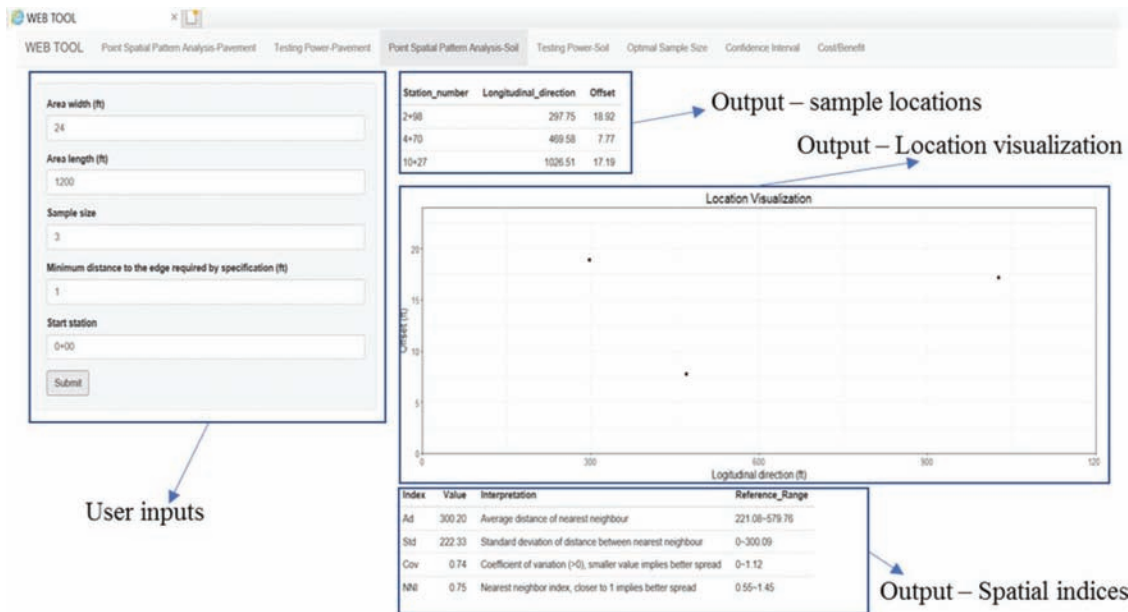 WEB TOOL
WEB TOOL Point Spatial Pattern Analysis-Pavement Testing Power-Pavement Point Spatial Pattern Analysis-Soil Testing Power-Soil Optimal Sample Size Confidence Interval Cost/Benefit
Area width (ft)
24
Area length (ft)
1200
Sample size
3
Minimum distance to the edge required by specification (ft)
1
Start station
0+00
Submit
User inputs
Station_number Longitudinal_direction Offset
2+98 297.75 18.92
4+70 469.58 7.77
10+27 1026.51 17.19
Output – sample locations
Output – Location visualization
Location Visualization
Offset (ft)
20
15
10
5
0
0 300 600 900 120
Logitudinal direction (ft)
Index Value Interpretation Reference_Range
Ad 300.20 Average distance of nearest neighbour 221.08~579.76
Std 222.33 Standard deviation of distance between nearest neighbour 0~300.09
Cov 0.74 Coefficient of variation (>0), smaller value implies better spread 0~1.12
NNI 0.75 Nearest neighbor index, closer to 1 implies better spread 0.55~1.45
Output – Spatial indices